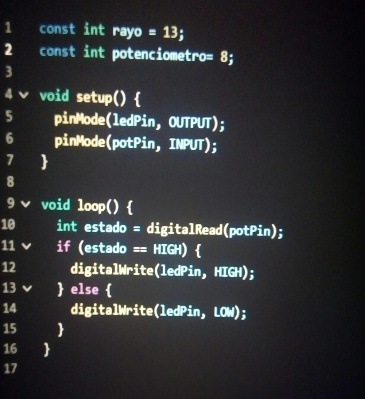 1 const int rayo = 13;
2 const int potenciometro= 8;
3
4 void setup() {
5 pinMode(ledPin, OUTPUT);
6 pinMode(potPin, INPUT);
7 }
8
9 void loop() {
10 int estado = digitalRead(potPin);
11 if (estado == HIGH) {
12 digitalWrite(ledPin, HIGH);
13 } else {
14 digitalWrite(ledPin, LOW);
15 }
16 }
17